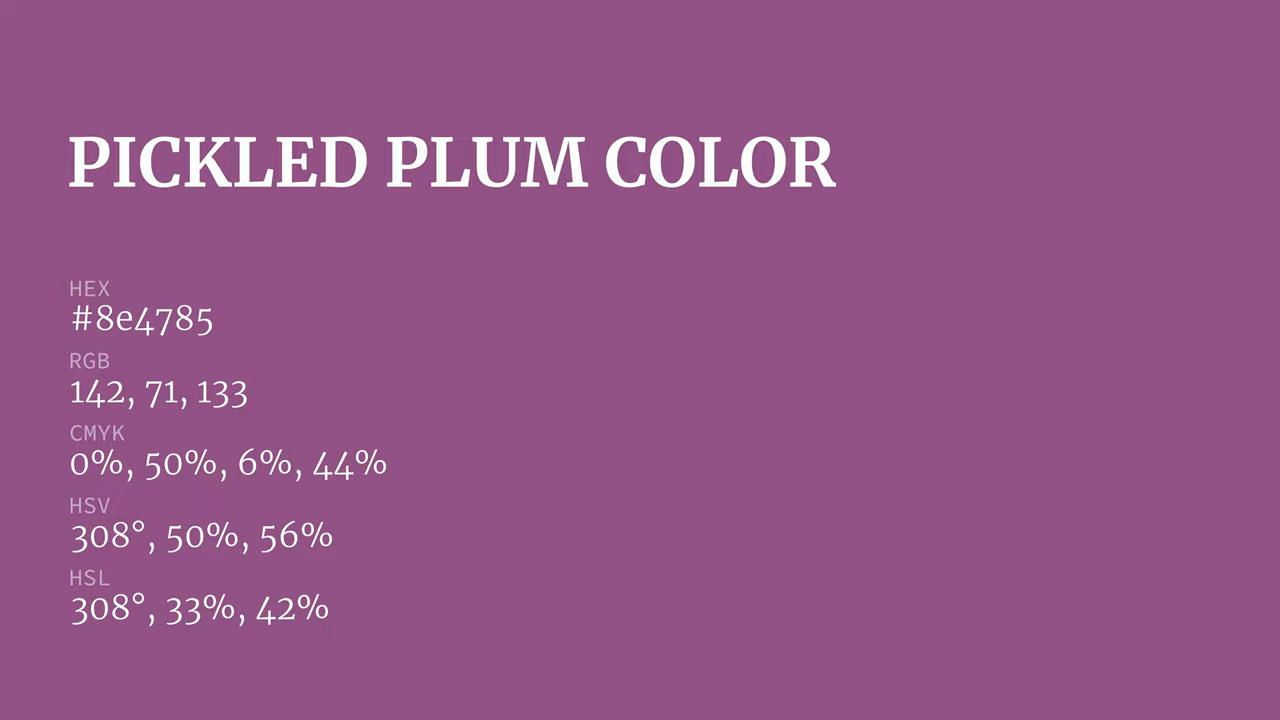 PICKLED PLUM COLOR
HEX
#8e4785
RGB
142, 71, 133
CMYK
0%, 50%, 6%, 44%
HSV
308°, 50%, 56%
HSL
308°, 33%, 42%